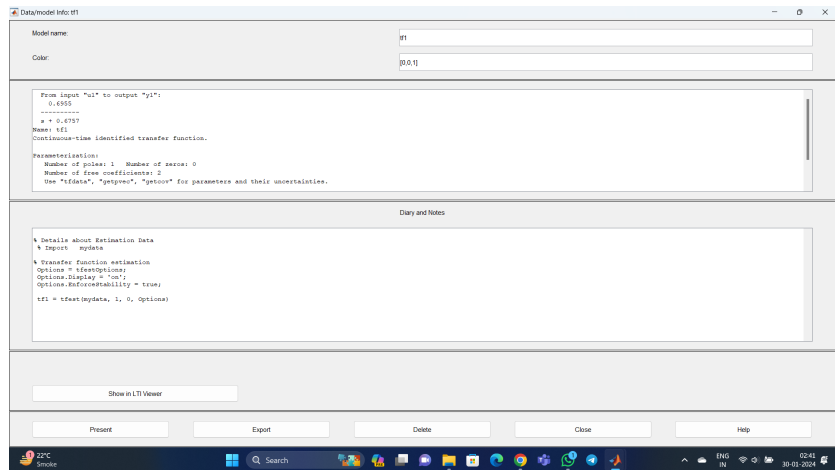 Data/model Info: tf1
Model name:
tf1
Color:
[0,0,1]
From input "u1" to output "y1":
0.6955
----------
s + 0.6757
Name: tf1
Continuous-time identified transfer function.
Parameterization:
Number of poles: 1   Number of zeros: 0
Number of free coefficients: 2
Use "tfdata", "getpvec", "getcov" for parameters and their uncertainties.
Diary and Notes
% Details about Estimation Data
% Import   mydata
% Transfer function estimation
Options = tfestOptions;
Options.Display = 'on';
Options.EnforceStability = true;
tf1 = tfest(mydata, 1, 0, Options)
Show in LTI Viewer
Present Export Delete Close Help
1
22°C
Smoke
Search
ENG
IN
02:41
30-01-2024